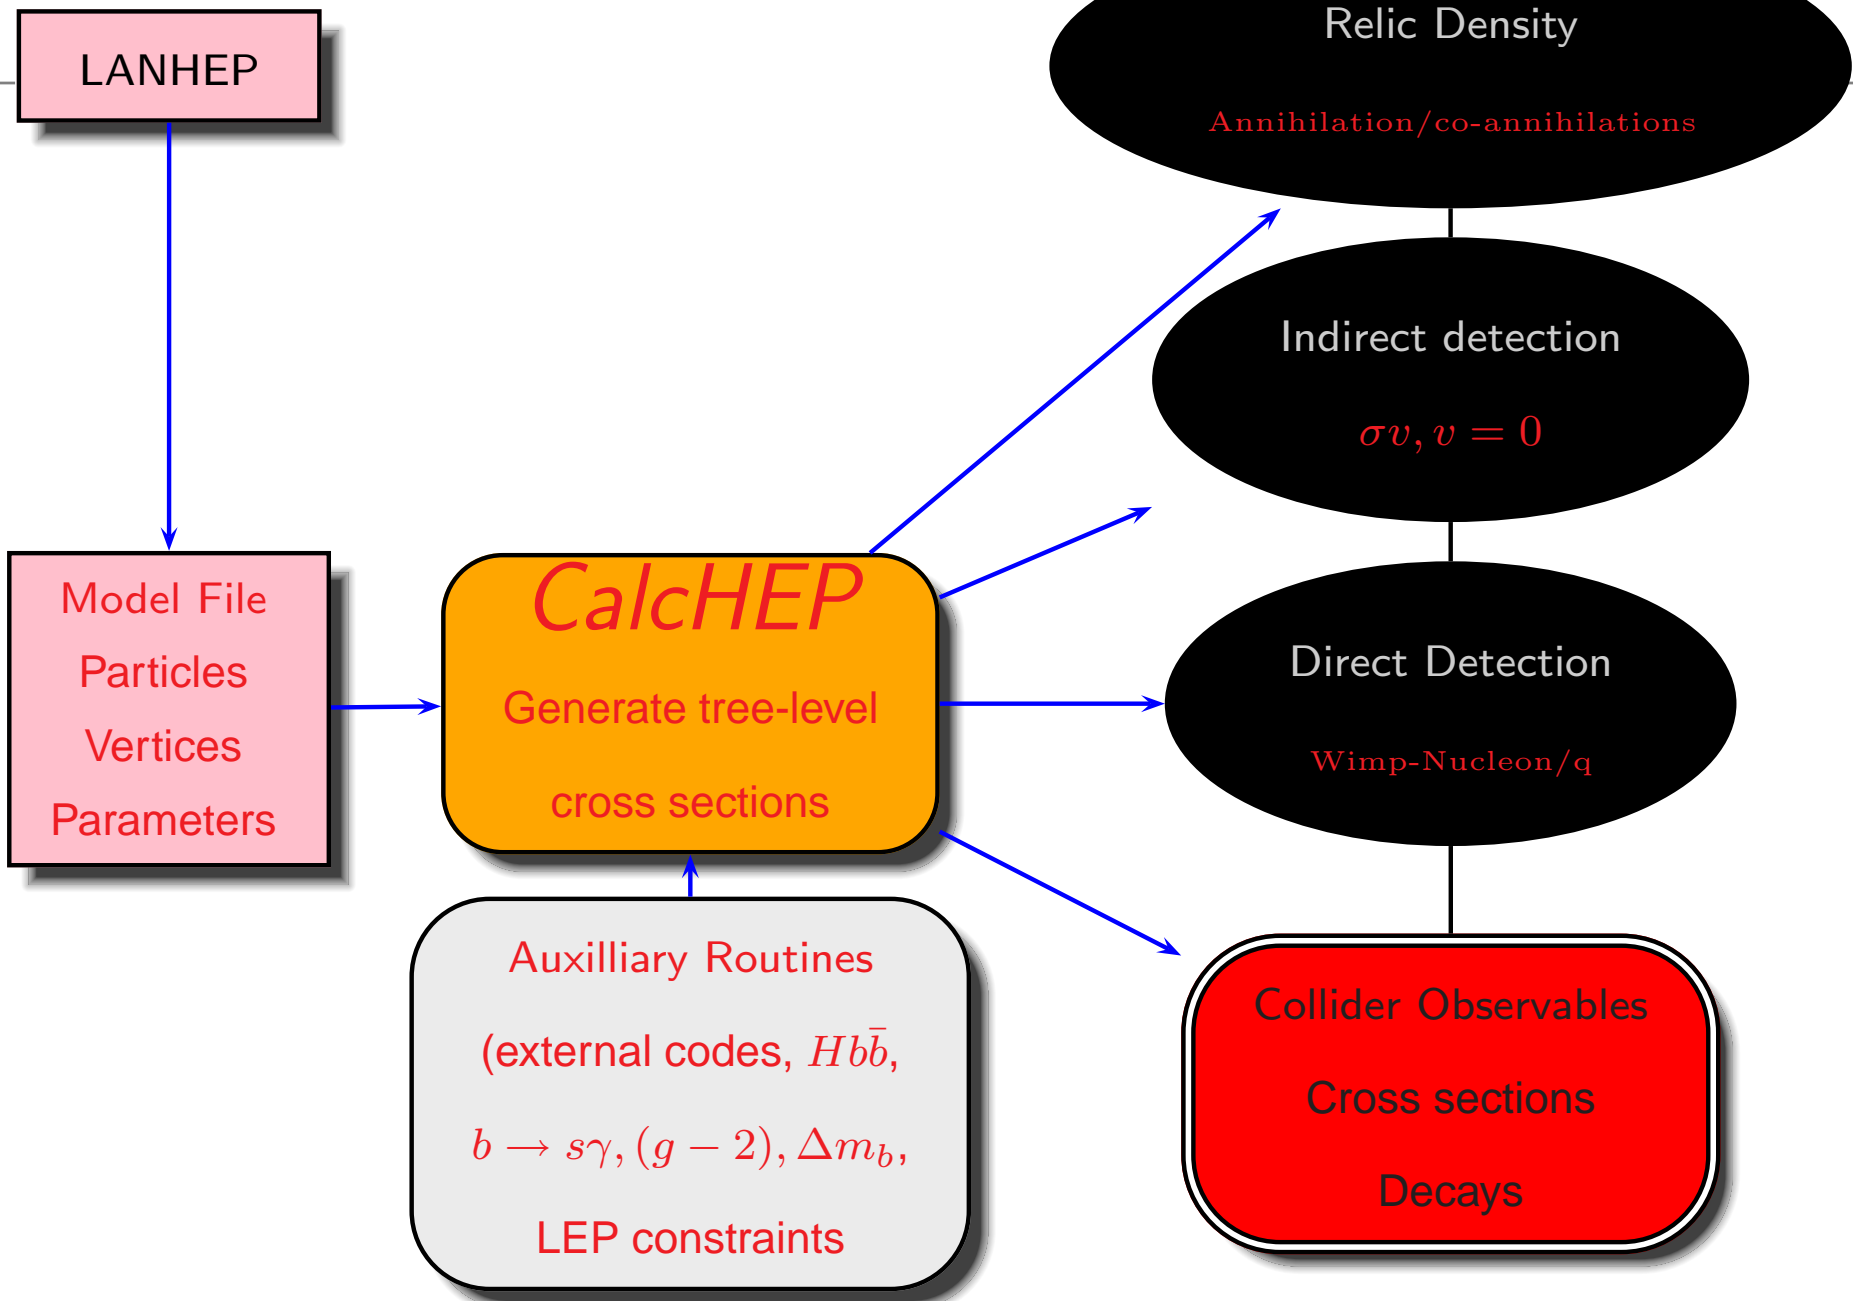 LANHEP
Relic Density
Annihilation/co-annihilations
Indirect detection
σv, v = 0
Model File
Particles
Vertices
Parameters
CalcHEP
Generate tree-level
cross sections
Direct Detection
Wimp-Nucleon/q
Auxilliary Routines
(external codes, Hb\bar{b},
b → sγ, (g − 2), Δm_b,
LEP constraints
Collider Observables
Cross sections
Decays